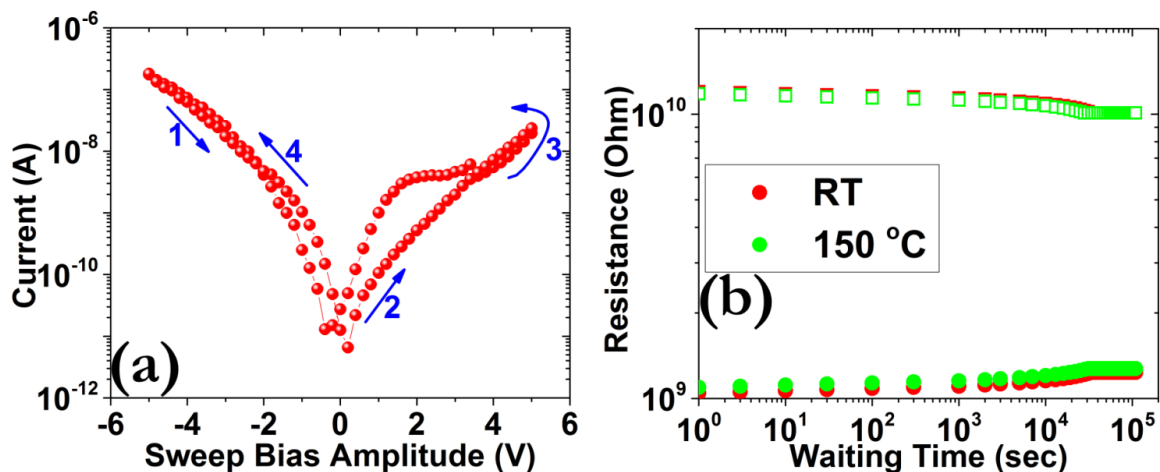 10^-6
10^-8
10^-10
10^-12
Current (A)
-6 -4 -2 0 2 4 6
Sweep Bias Amplitude (V)
1
4
3
2
(a)
10^10
10^9
Resistance (Ohm)
RT
150 °C
(b)
10^0 10^1 10^2 10^3 10^4 10^5
Waiting Time (sec)